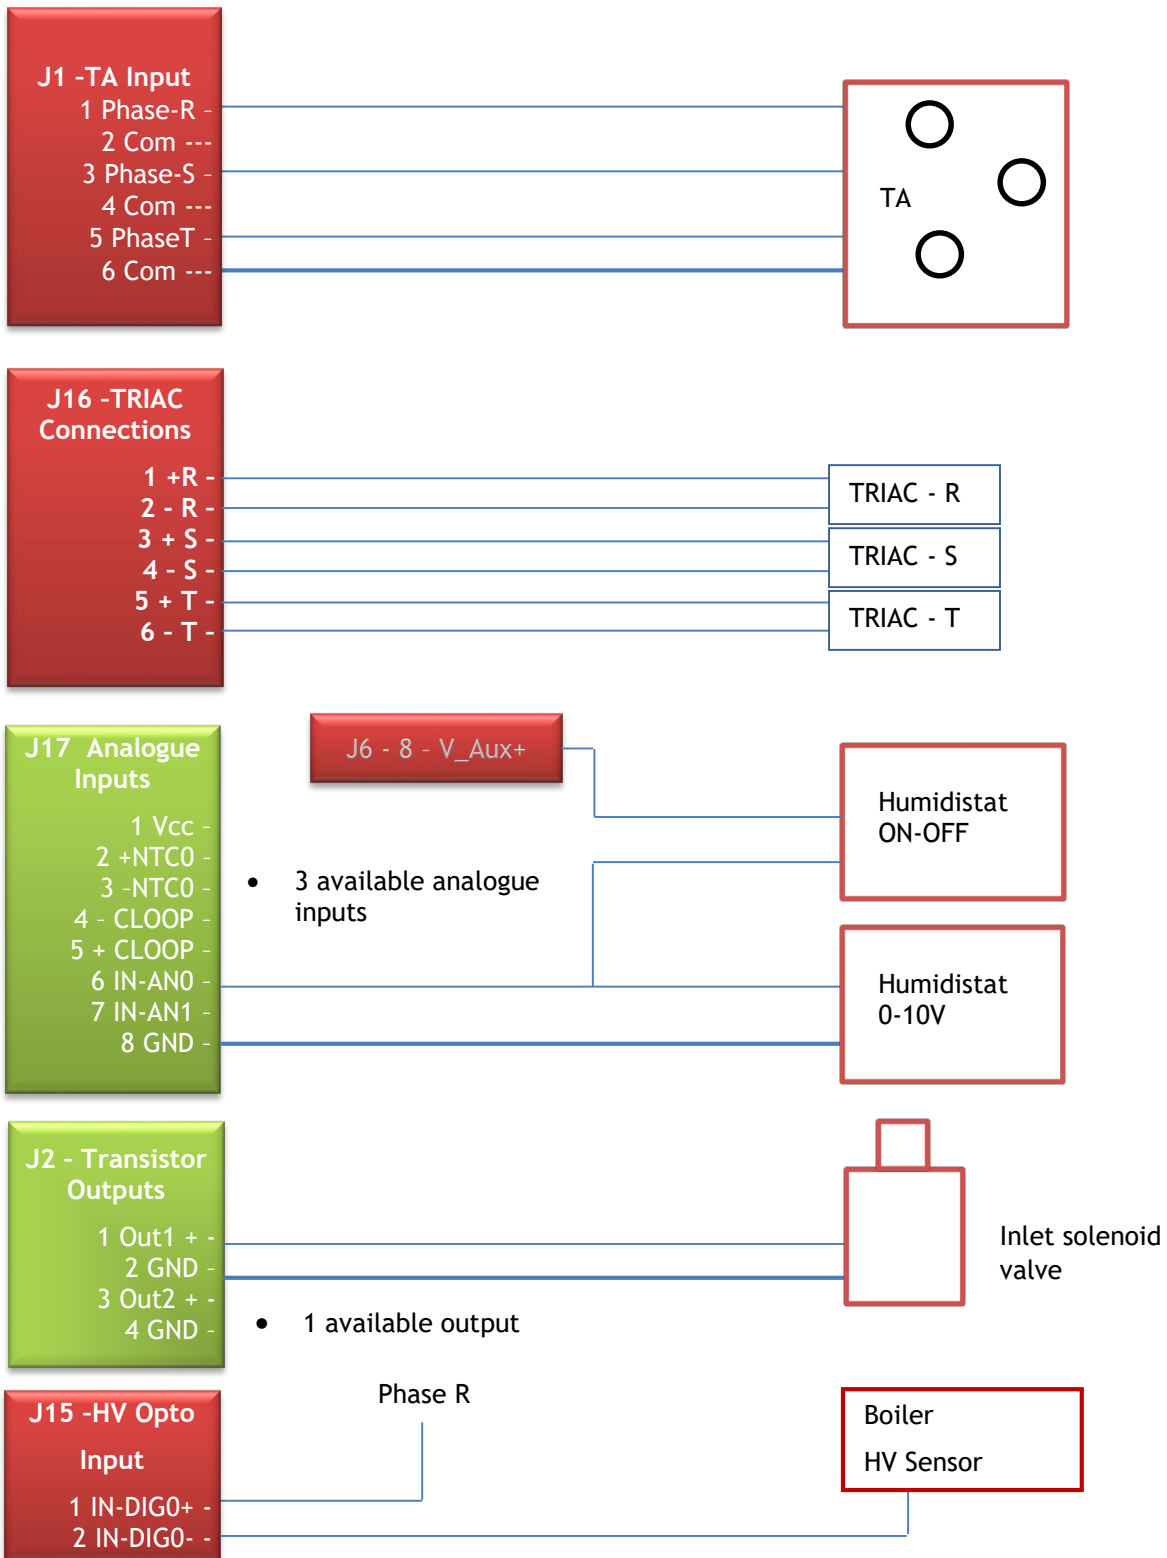 J1 –TA Input
1 Phase-R –
2 Com ---
3 Phase-S –
4 Com ---
5 PhaseT –
6 Com ---
TA
J16 –TRIAC
Connections
1 +R –
2 - R –
3 + S –
4 – S –
5 + T –
6 – T –
TRIAC - R
TRIAC - S
TRIAC - T
J17 Analogue
Inputs
1 Vcc –
2 +NTC0 –
3 –NTC0 –
4 – CLOOP –
5 + CLOOP –
6 IN-AN0 –
7 IN-AN1 –
8 GND –
J6 - 8 – V_Aux+
• 3 available analogue
inputs
Humidistat
ON-OFF
Humidistat
0-10V
J2 – Transistor
Outputs
1 Out1 + -
2 GND –
3 Out2 + -
4 GND –
• 1 available output
Inlet solenoid
valve
J15 –HV Opto
Input
1 IN-DIG0+ -
2 IN-DIG0- -
Phase R
Boiler
HV Sensor